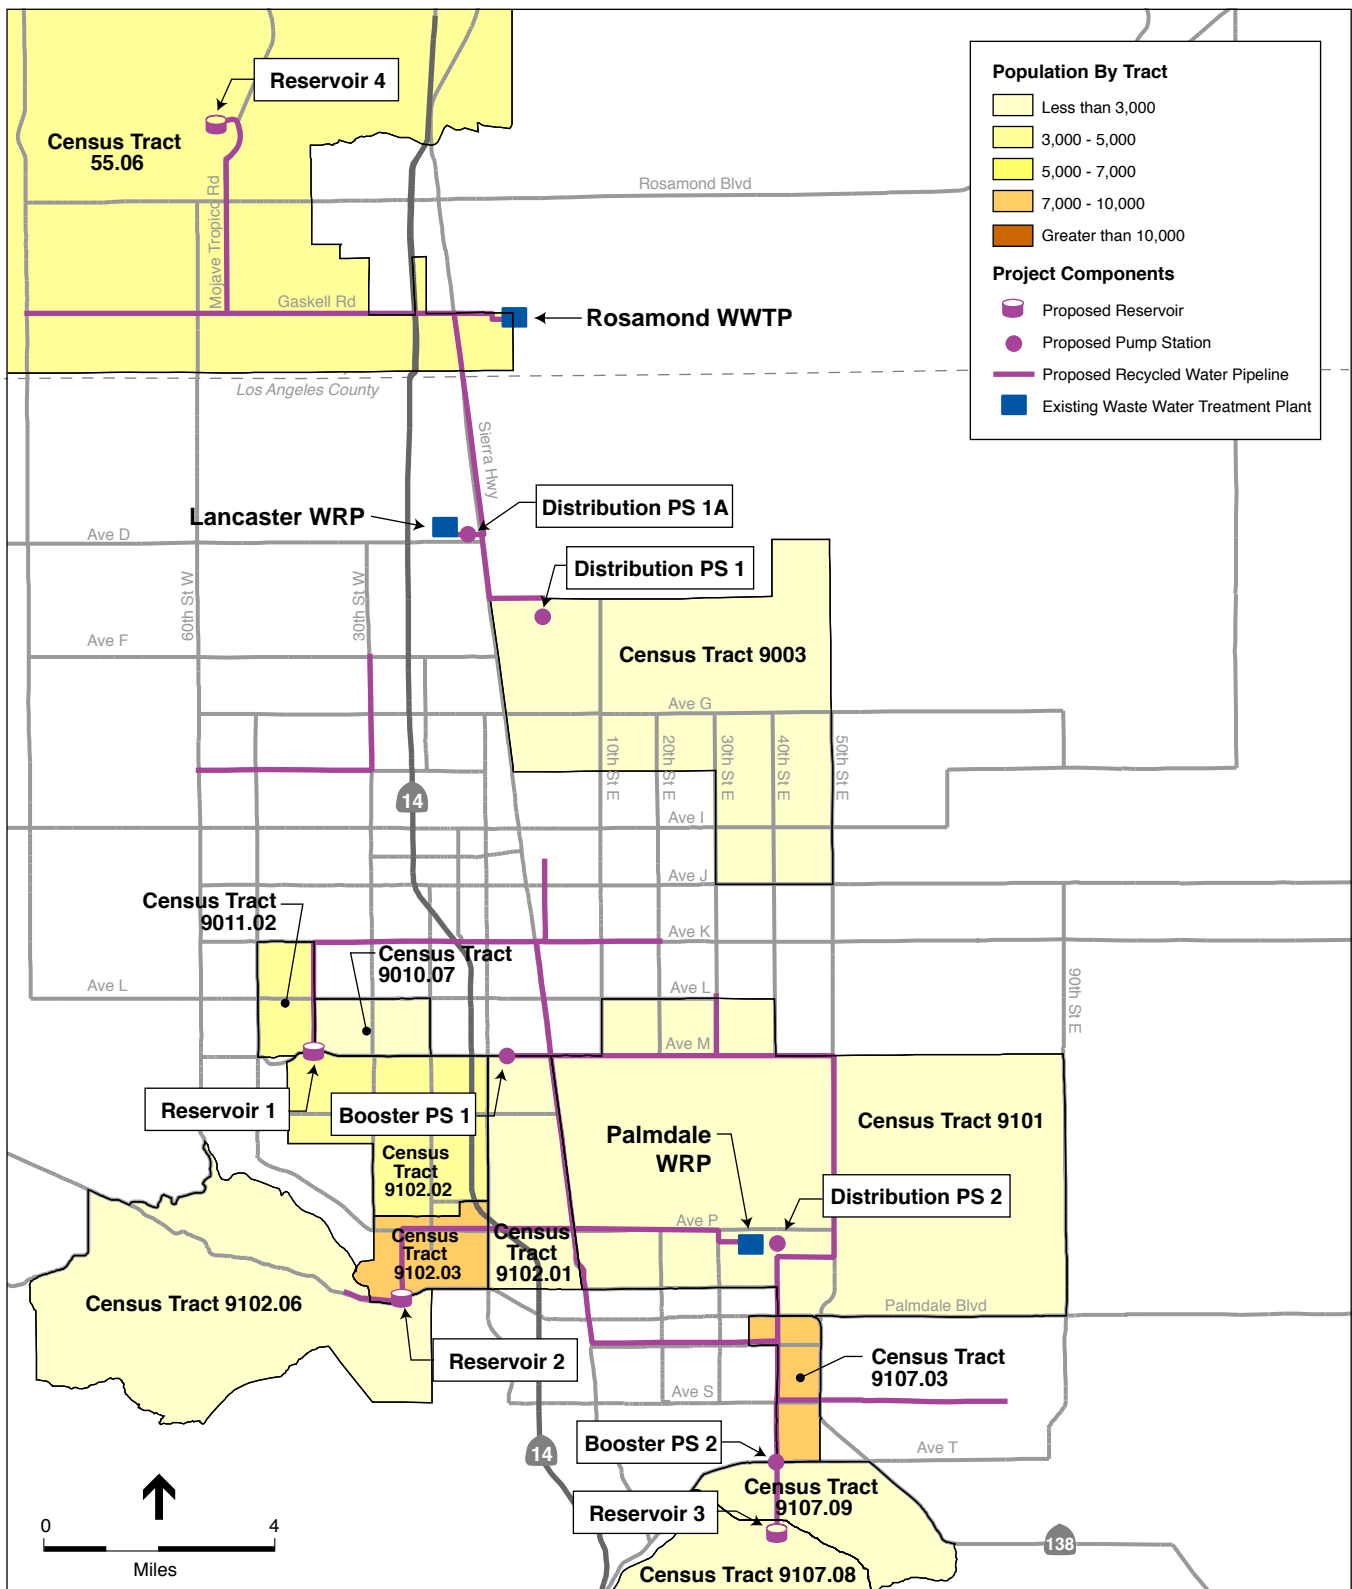 Reservoir 4
Census Tract
55.06
Mojave Tropico Rd
Rosamond Blvd
Gaskell Rd
Rosamond WWTP
Los Angeles County
Population By Tract
Less than 3,000
3,000 - 5,000
5,000 - 7,000
7,000 - 10,000
Greater than 10,000
Project Components
Proposed Reservoir
Proposed Pump Station
Proposed Recycled Water Pipeline
Existing Waste Water Treatment Plant
Sierra Hwy
Lancaster WRP
Distribution PS 1A
Ave D
Distribution PS 1
60th St W
30th St W
Ave F
Census Tract 9003
Ave G
10th St E
20th St E
30th St E
40th St E
50th St E
14
Ave I
Ave J
Census Tract
9011.02
Ave K
Census Tract
9010.07
Ave L
Ave L
90th St E
Ave M
Reservoir 1
Booster PS 1
Census Tract 9101
Palmdale
WRP
Census
Tract
9102.02
Distribution PS 2
Ave P
Census
Tract
9102.03
Census
Tract
9102.01
Census Tract 9102.06
Palmdale Blvd
Reservoir 2
Census Tract
9107.03
Ave S
Booster PS 2
Ave T
14
Census Tract
9107.09
Reservoir 3
138
Census Tract 9107.08
0
4
Miles